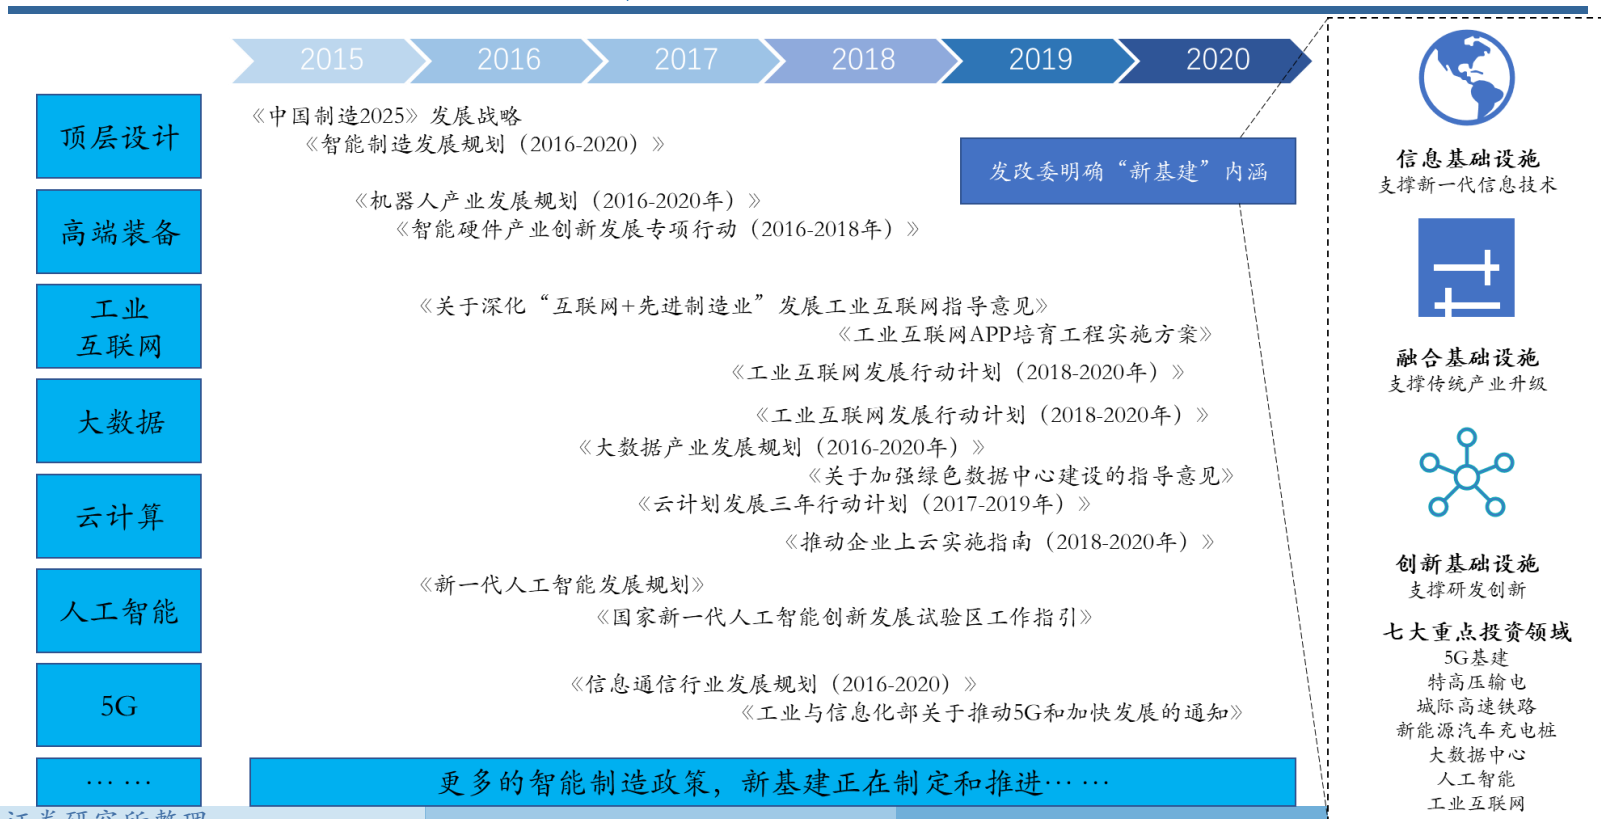 2015
2016
2017
2018
2019
2020
顶层设计
《中国制造2025》发展战略
《智能制造发展规划（2016-2020）》
发改委明确“新基建”内涵
高端装备
《机器人产业发展规划（2016-2020年）》
《智能硬件产业创新发展专项行动（2016-2018年）》
工业
互联网
《关于深化“互联网+先进制造业”发展工业互联网指导意见》
《工业互联网APP培育工程实施方案》
《工业互联网发展行动计划（2018-2020年）》
大数据
《工业互联网发展行动计划（2018-2020年）》
《大数据产业发展规划（2016-2020年）》
《关于加强绿色数据中心建设的指导意见》
云计算
《云计划发展三年行动计划（2017-2019年）》
《推动企业上云实施指南（2018-2020年）》
人工智能
《新一代人工智能发展规划》
《国家新一代人工智能创新发展试验区工作指引》
5G
《信息通信行业发展规划（2016-2020）》
《工业与信息化部关于推动5G和加快发展的通知》
……
更多的智能制造政策，新基建正在制定和推进……
信息基础设施
支撑新一代信息技术
融合基础设施
支撑传统产业升级
创新基础设施
支撑研发创新
七大重点投资领域
5G基建
特高压输电
城际高速铁路
新能源汽车充电桩
大数据中心
人工智能
工业互联网
证券研究所整理